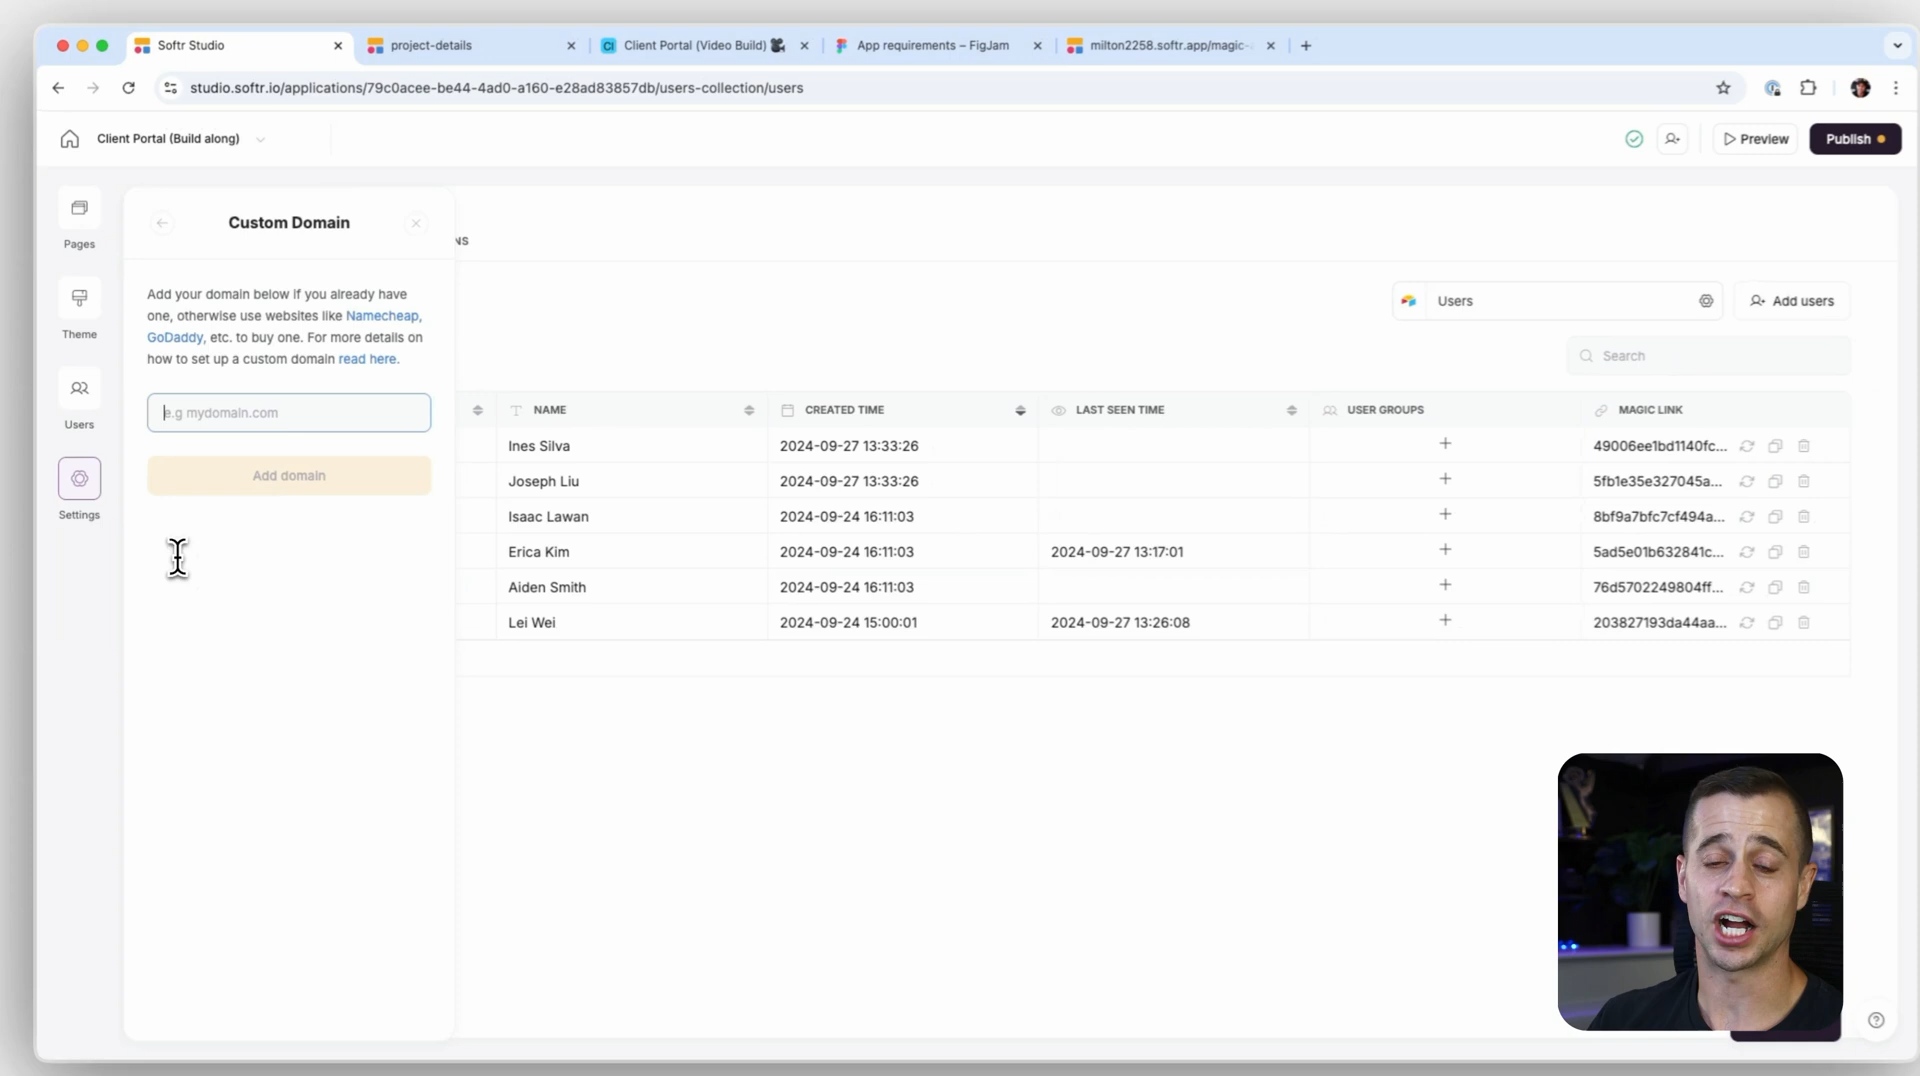 Softr Studio
project-details
CI
Client Portal (Video Build)
App requirements – FigJam
milton2258.softr.app/magic-
studio.softr.io/applications/79c0acee-be44-4ad0-a160-e28ad83857db/users-collection/users
Client Portal (Build along)
Preview
Publish
Pages
Theme
Users
Settings
Custom Domain
Add your domain below if you already have
one, otherwise use websites like Namecheap,
GoDaddy, etc. to buy one. For more details on
how to set up a custom domain read here.
e.g mydomain.com
Add domain
NS
Users
Add users
Search
NAME CREATED TIME LAST SEEN TIME USER GROUPS MAGIC LINK
Ines Silva 2024-09-27 13:33:26 49006ee1bd1140fc...
Joseph Liu 2024-09-27 13:33:26 5fb1e35e327045a...
Isaac Lawan 2024-09-24 16:11:03 8bf9a7bfc7cf494a...
Erica Kim 2024-09-24 16:11:03 2024-09-27 13:17:01 5ad5e01b632841c...
Aiden Smith 2024-09-24 16:11:03 76d5702249804ff...
Lei Wei 2024-09-24 15:00:01 2024-09-27 13:26:08 203827193da44aa...